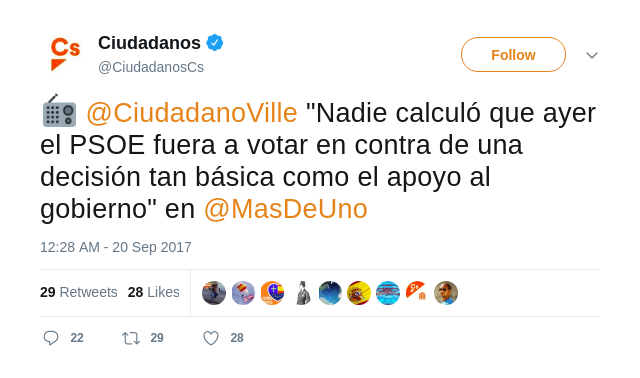 Cs
Ciudadanos
@CiudadanosCs
Follow
@CiudadanoVille "Nadie calculó que ayer
el PSOE fuera a votar en contra de una
decisión tan básica como el apoyo al
gobierno" en @MasDeUno
12:28 AM - 20 Sep 2017
29 Retweets 28 Likes
22 29 28